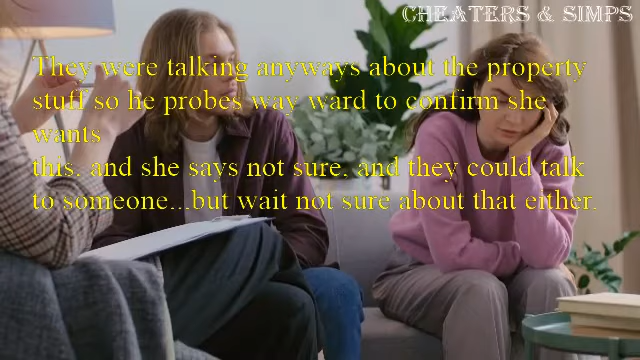 CHEATERS & SIMPS
They were talking anyways about the property
stuff so he probes way ward to confirm she
wants
this. and she says not sure. and they could talk
to someone...but wait not sure about that either.